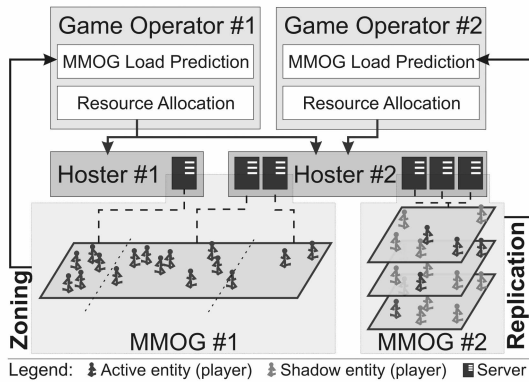 Game Operator #1
Game Operator #2
MMOG Load Prediction
MMOG Load Prediction
Resource Allocation
Resource Allocation
Hoster #1
Hoster #2
Zoning
Replication
MMOG #1
MMOG #2
Legend: Active entity (player) Shadow entity (player) Server